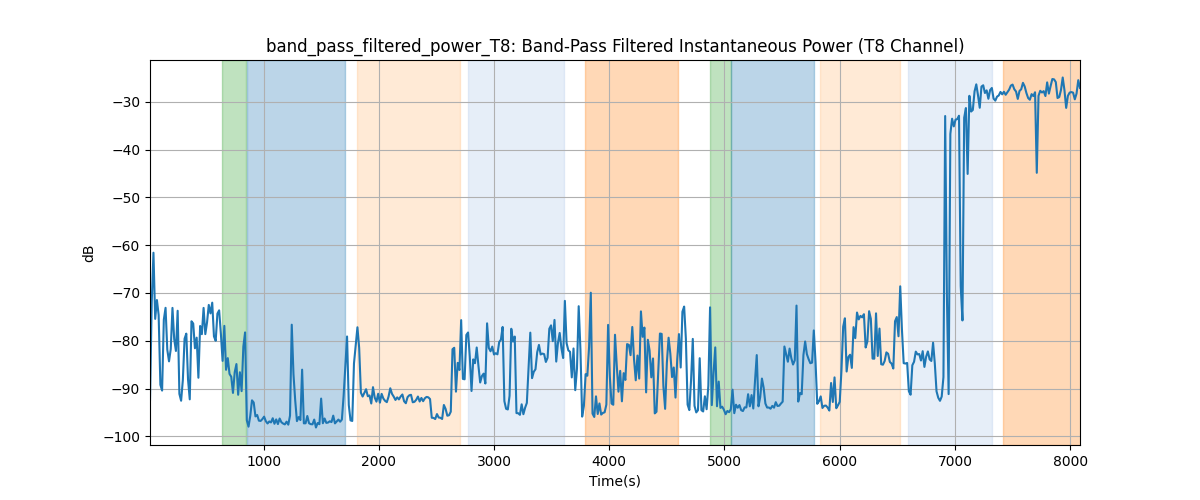 band_pass_filtered_power_T8: Band-Pass Filtered Instantaneous Power (T8 Channel)
dB
−30
−40
−50
−60
−70
−80
−90
−100
1000 2000 3000 4000 5000 6000 7000 8000
Time(s)